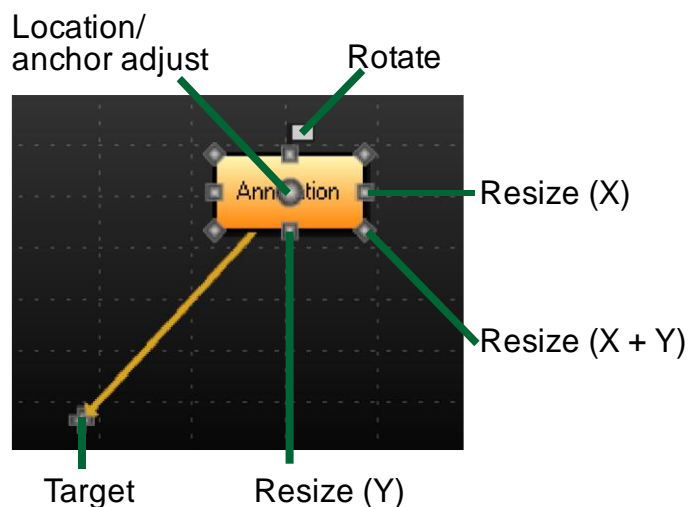 Location/
anchor adjust
Rotate
Resize (X)
Resize (X + Y)
Target
Resize (Y)